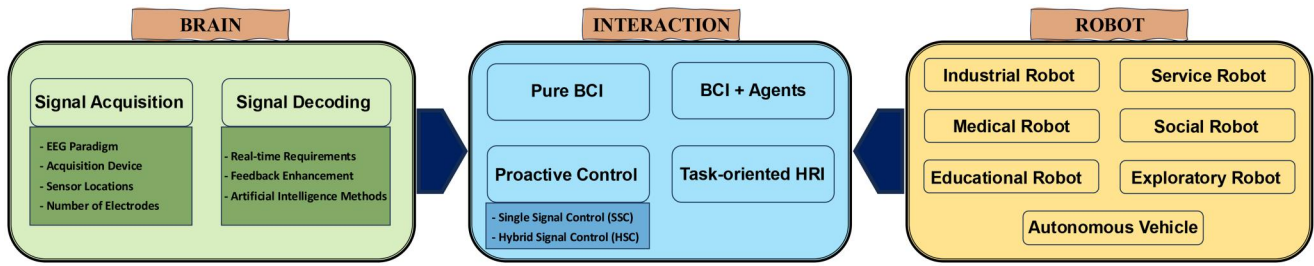 BRAIN
Signal Acquisition
- EEG Paradigm
- Acquisition Device
- Sensor Locations
- Number of Electrodes
Signal Decoding
- Real-time Requirements
- Feedback Enhancement
- Artificial Intelligence Methods
INTERACTION
Pure BCI
BCI + Agents
Proactive Control
- Single Signal Control (SSC)
- Hybrid Signal Control (HSC)
Task-oriented HRI
ROBOT
Industrial Robot
Service Robot
Medical Robot
Social Robot
Educational Robot
Exploratory Robot
Autonomous Vehicle